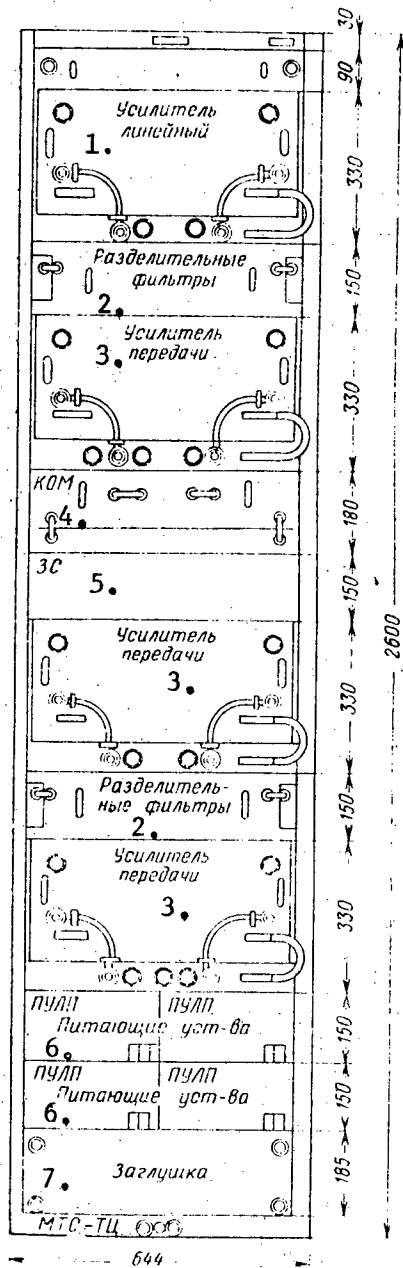 30
90
Усилитель
линейный
1.
330
Разделительные
фильтры
2.
150
Усилитель
передачи
3.
330
КОМ
4.
180
ЗС
5.
150
2600
Усилитель
передачи
3.
330
Разделитель-
ные фильтры
2.
150
Усилитель
передачи
3.
330
ПУЛП ПУЛП
Питающие уст-ва
6.
150
ПУЛП ПУЛП
Питающие уст-ва
6.
150
7. Заглушка
185
МТС-ТЦ
644